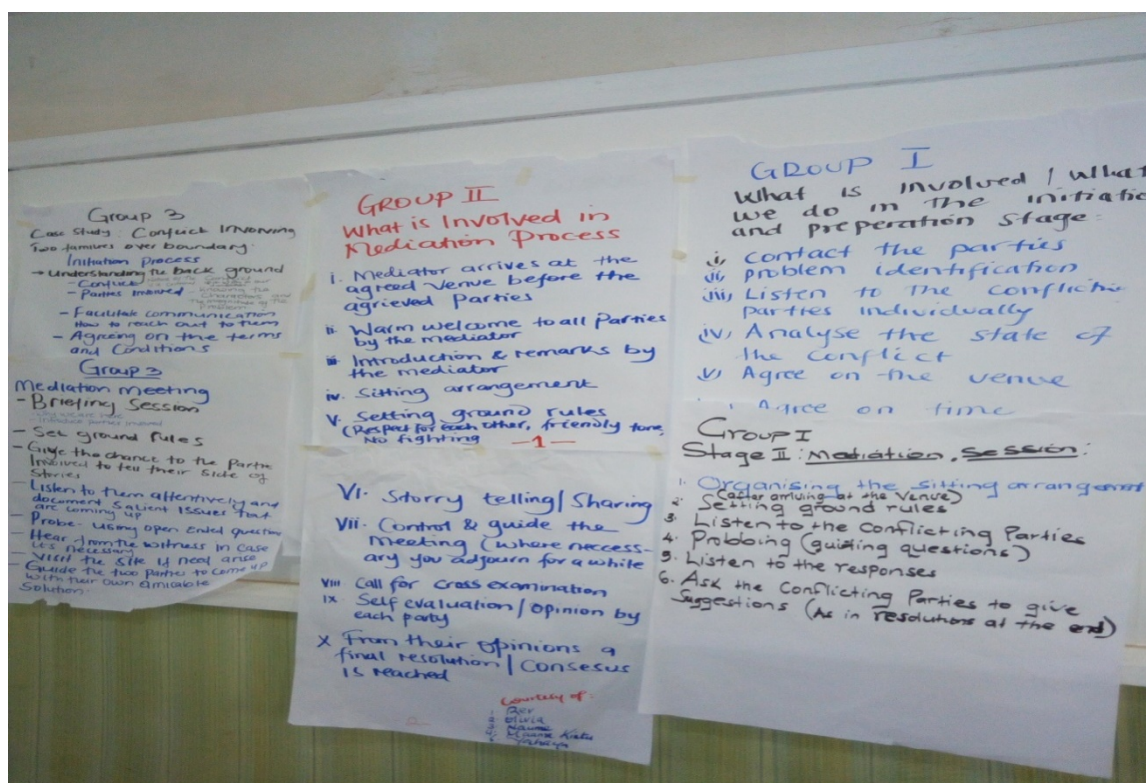 Group 3
Case Study: Conflict Involving
Two families over boundary.
Initiation Process
→ Understanding the back ground
- Conflict
- Parties Involved -
- Facilitate communication
How to reach out to them
- Agreeing on the terms
and Conditions
Group 3
Mediation meeting
- Briefing Session
- Set ground rules
- Give the chance to the Partie
Involved to tell their side of
Stories
- Listen to them attentively and
document salient Issues that
are coming up
- Probe - using open Ended question
- Hear from the witness in case
it's necessary
- Visit the site if need arise
- Guide the two parties to come up
with their own amicable
Solution.
GROUP II
What is Involved in
Mediation Process
i. Mediator arrives at the
agreed venue before the
agrieved Parties
ii. Warm welcome to all Parties
by the mediator
iii Introduction & remarks by
the mediator
iv. Sitting arrangement
v. Setting ground rules
(Respect for each other, friendly tone,
No fighting -1-
VI. Storry telling/Sharing
VII. Control & guide the
meeting (where neccess-
ary you adjourn for a while
VIII. Call for cross examination
IX. Self evaluation/opinion by
each party
X From their opinions a
final resolution/Consesus
is reached
Courtesy of:
GROUP I
What is involved / what
we do in the initiatio
and preparation stage:
i, contact the parties
ii, problem identification
iii, Listen to the conflictin
parties individually
iv, Analyse the state of
the conflict
v, Agree on the venue
Agree on time
Group I
Stage II: Mediation Session:
1. Organising the sitting arrangement
(after arriving at the venue)
2. Setting ground rules
3 Listen to the Conflicting Parties
4. Probbing (guiding questions)
5. Listen to the responses
6. Ask the Conflicting Parties to give
Suggestions (As in resolutions at the end)